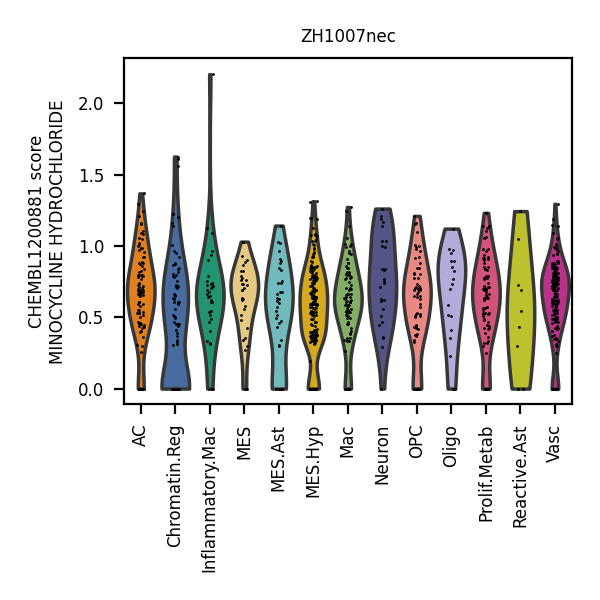 ZH1007nec
CHEMBL1200881 score
MINOCYCLINE HYDROCHLORIDE
2.0
1.5
1.0
0.5
0.0
AC
Chromatin.Reg
Inflammatory.Mac
MES
MES.Ast
MES.Hyp
Mac
Neuron
OPC
Oligo
Prolif.Metab
Reactive.Ast
Vasc